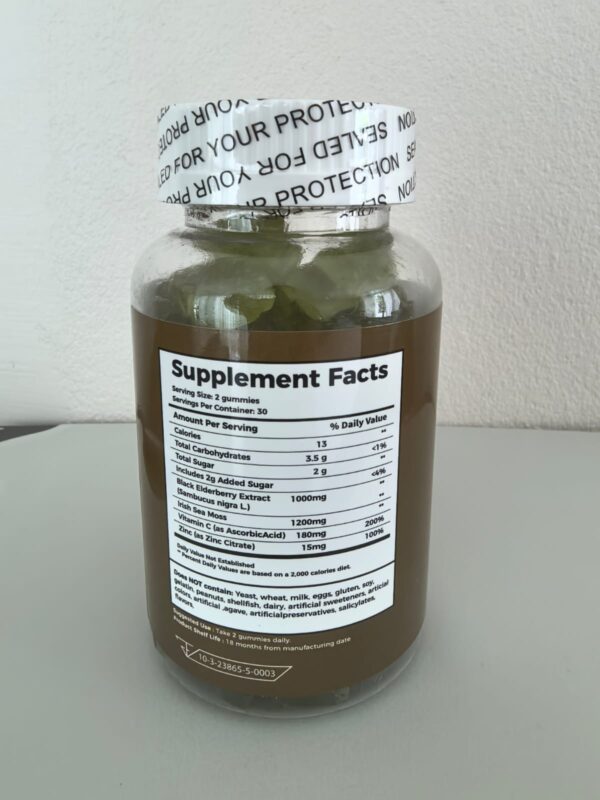 LED FOR YOUR PROTECT
SEALED FOR YOUR PROTE
PROTECTION SE
Supplement Facts
Serving Size: 2 gummies
Servings Per Container: 30
Amount Per Serving % Daily Value
Calories 13 **
Total Carbohydrates 3.5 g <1%
Total Sugar 2 g **
Includes 2g Added Sugar <4%
Black Elderberry Extract 1000mg **
(Sambucus nigra L.)
Irish Sea Moss 1200mg **
Vitamin C (as AscorbicAcid) 180mg 200%
Zinc (as Zinc Citrate) 15mg 100%
Daily Value Not Established
** Percent Daily Values are based on a 2,000 calories diet.
Does NOT contain: Yeast, wheat, milk, eggs, gluten, soy,
gelatin, peanuts, shellfish, dairy, artificial sweeteners, articial
colors, artificial ,agave, artificialpreservatives, salicylates,
flavors.
Suggested Use : Take 2 gummies daily.
Product Shelf Life : 18 months from manufacturing date
10-3-23865-5-0003